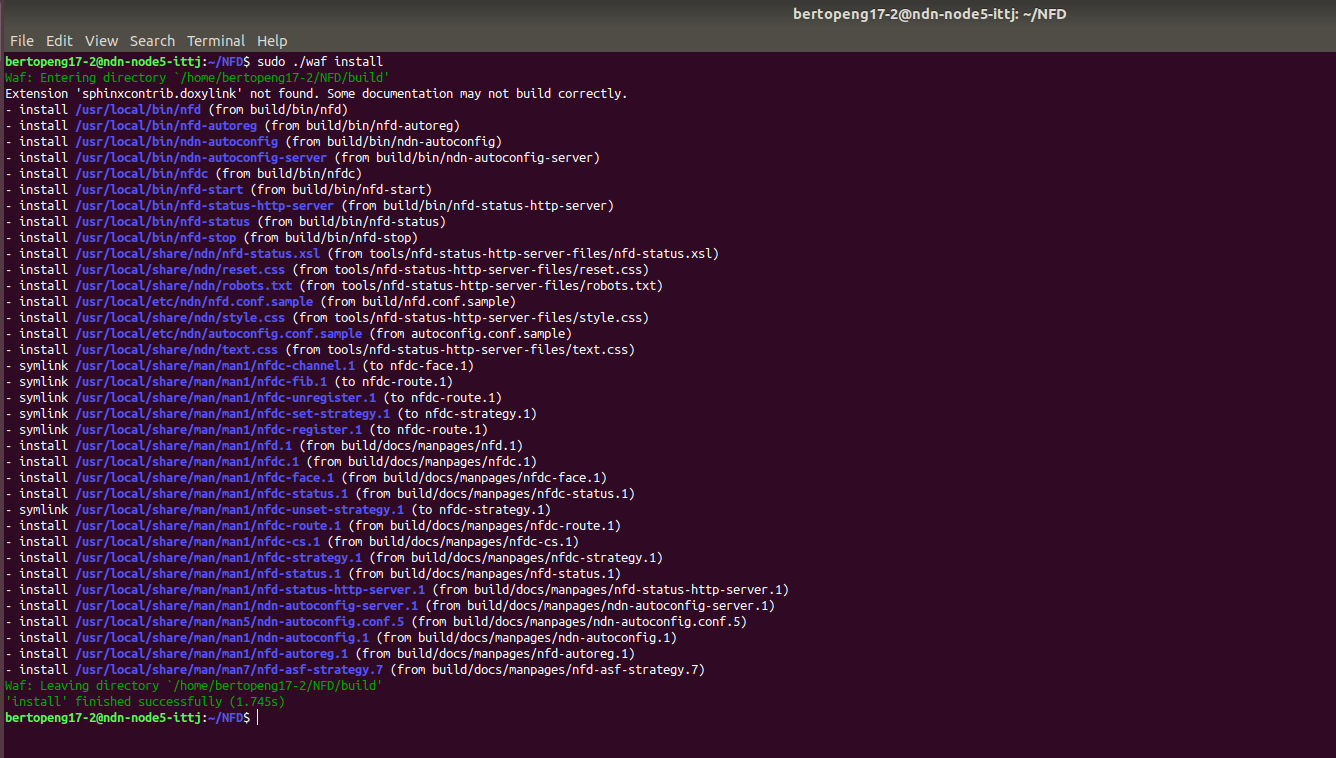 bertopeng17-2@ndn-node5-ittj: ~/NFD
File Edit View Search Terminal Help
bertopeng17-2@ndn-node5-ittj:~/NFD$ sudo ./waf install
Waf: Entering directory `/home/bertopeng17-2/NFD/build'
Extension 'sphinxcontrib.doxylink' not found. Some documentation may not build correctly.
- install /usr/local/bin/nfd (from build/bin/nfd)
- install /usr/local/bin/nfd-autoreg (from build/bin/nfd-autoreg)
- install /usr/local/bin/ndn-autoconfig (from build/bin/ndn-autoconfig)
- install /usr/local/bin/ndn-autoconfig-server (from build/bin/ndn-autoconfig-server)
- install /usr/local/bin/nfdc (from build/bin/nfdc)
- install /usr/local/bin/nfd-start (from build/bin/nfd-start)
- install /usr/local/bin/nfd-status-http-server (from build/bin/nfd-status-http-server)
- install /usr/local/bin/nfd-status (from build/bin/nfd-status)
- install /usr/local/bin/nfd-stop (from build/bin/nfd-stop)
- install /usr/local/share/ndn/nfd-status.xsl (from tools/nfd-status-http-server-files/nfd-status.xsl)
- install /usr/local/share/ndn/reset.css (from tools/nfd-status-http-server-files/reset.css)
- install /usr/local/share/ndn/robots.txt (from tools/nfd-status-http-server-files/robots.txt)
- install /usr/local/etc/ndn/nfd.conf.sample (from build/nfd.conf.sample)
- install /usr/local/share/ndn/style.css (from tools/nfd-status-http-server-files/style.css)
- install /usr/local/etc/ndn/autoconfig.conf.sample (from autoconfig.conf.sample)
- install /usr/local/share/ndn/text.css (from tools/nfd-status-http-server-files/text.css)
- symlink /usr/local/share/man/man1/nfdc-channel.1 (to nfdc-face.1)
- symlink /usr/local/share/man/man1/nfdc-fib.1 (to nfdc-route.1)
- symlink /usr/local/share/man/man1/nfdc-unregister.1 (to nfdc-route.1)
- symlink /usr/local/share/man/man1/nfdc-set-strategy.1 (to nfdc-strategy.1)
- symlink /usr/local/share/man/man1/nfdc-register.1 (to nfdc-route.1)
- install /usr/local/share/man/man1/nfd.1 (from build/docs/manpages/nfd.1)
- install /usr/local/share/man/man1/nfdc.1 (from build/docs/manpages/nfdc.1)
- install /usr/local/share/man/man1/nfdc-face.1 (from build/docs/manpages/nfdc-face.1)
- install /usr/local/share/man/man1/nfdc-status.1 (from build/docs/manpages/nfdc-status.1)
- symlink /usr/local/share/man/man1/nfdc-unset-strategy.1 (to nfdc-strategy.1)
- install /usr/local/share/man/man1/nfdc-route.1 (from build/docs/manpages/nfdc-route.1)
- install /usr/local/share/man/man1/nfdc-cs.1 (from build/docs/manpages/nfdc-cs.1)
- install /usr/local/share/man/man1/nfdc-strategy.1 (from build/docs/manpages/nfdc-strategy.1)
- install /usr/local/share/man/man1/nfd-status.1 (from build/docs/manpages/nfd-status.1)
- install /usr/local/share/man/man1/nfd-status-http-server.1 (from build/docs/manpages/nfd-status-http-server.1)
- install /usr/local/share/man/man1/ndn-autoconfig-server.1 (from build/docs/manpages/ndn-autoconfig-server.1)
- install /usr/local/share/man/man5/ndn-autoconfig.conf.5 (from build/docs/manpages/ndn-autoconfig.conf.5)
- install /usr/local/share/man/man1/ndn-autoconfig.1 (from build/docs/manpages/ndn-autoconfig.1)
- install /usr/local/share/man/man1/nfd-autoreg.1 (from build/docs/manpages/nfd-autoreg.1)
- install /usr/local/share/man/man7/nfd-asf-strategy.7 (from build/docs/manpages/nfd-asf-strategy.7)
Waf: Leaving directory `/home/bertopeng17-2/NFD/build'
'install' finished successfully (1.745s)
bertopeng17-2@ndn-node5-ittj:~/NFD$